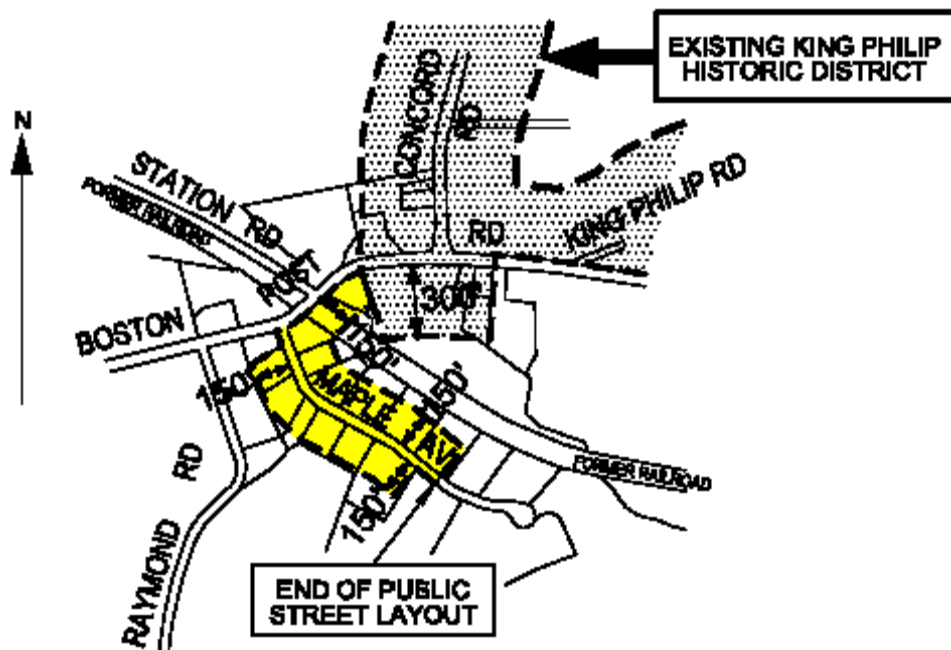 EXISTING KING PHILIP
HISTORIC DISTRICT
N
CONCORD
RD
STATION RD
FORMER RAILROAD
KING PHILIP RD
BOSTON
POST
RD
300'
150'
MAPLE AV
150'
150'
FORMER RAILROAD
RAYMOND
RD
END OF PUBLIC
STREET LAYOUT